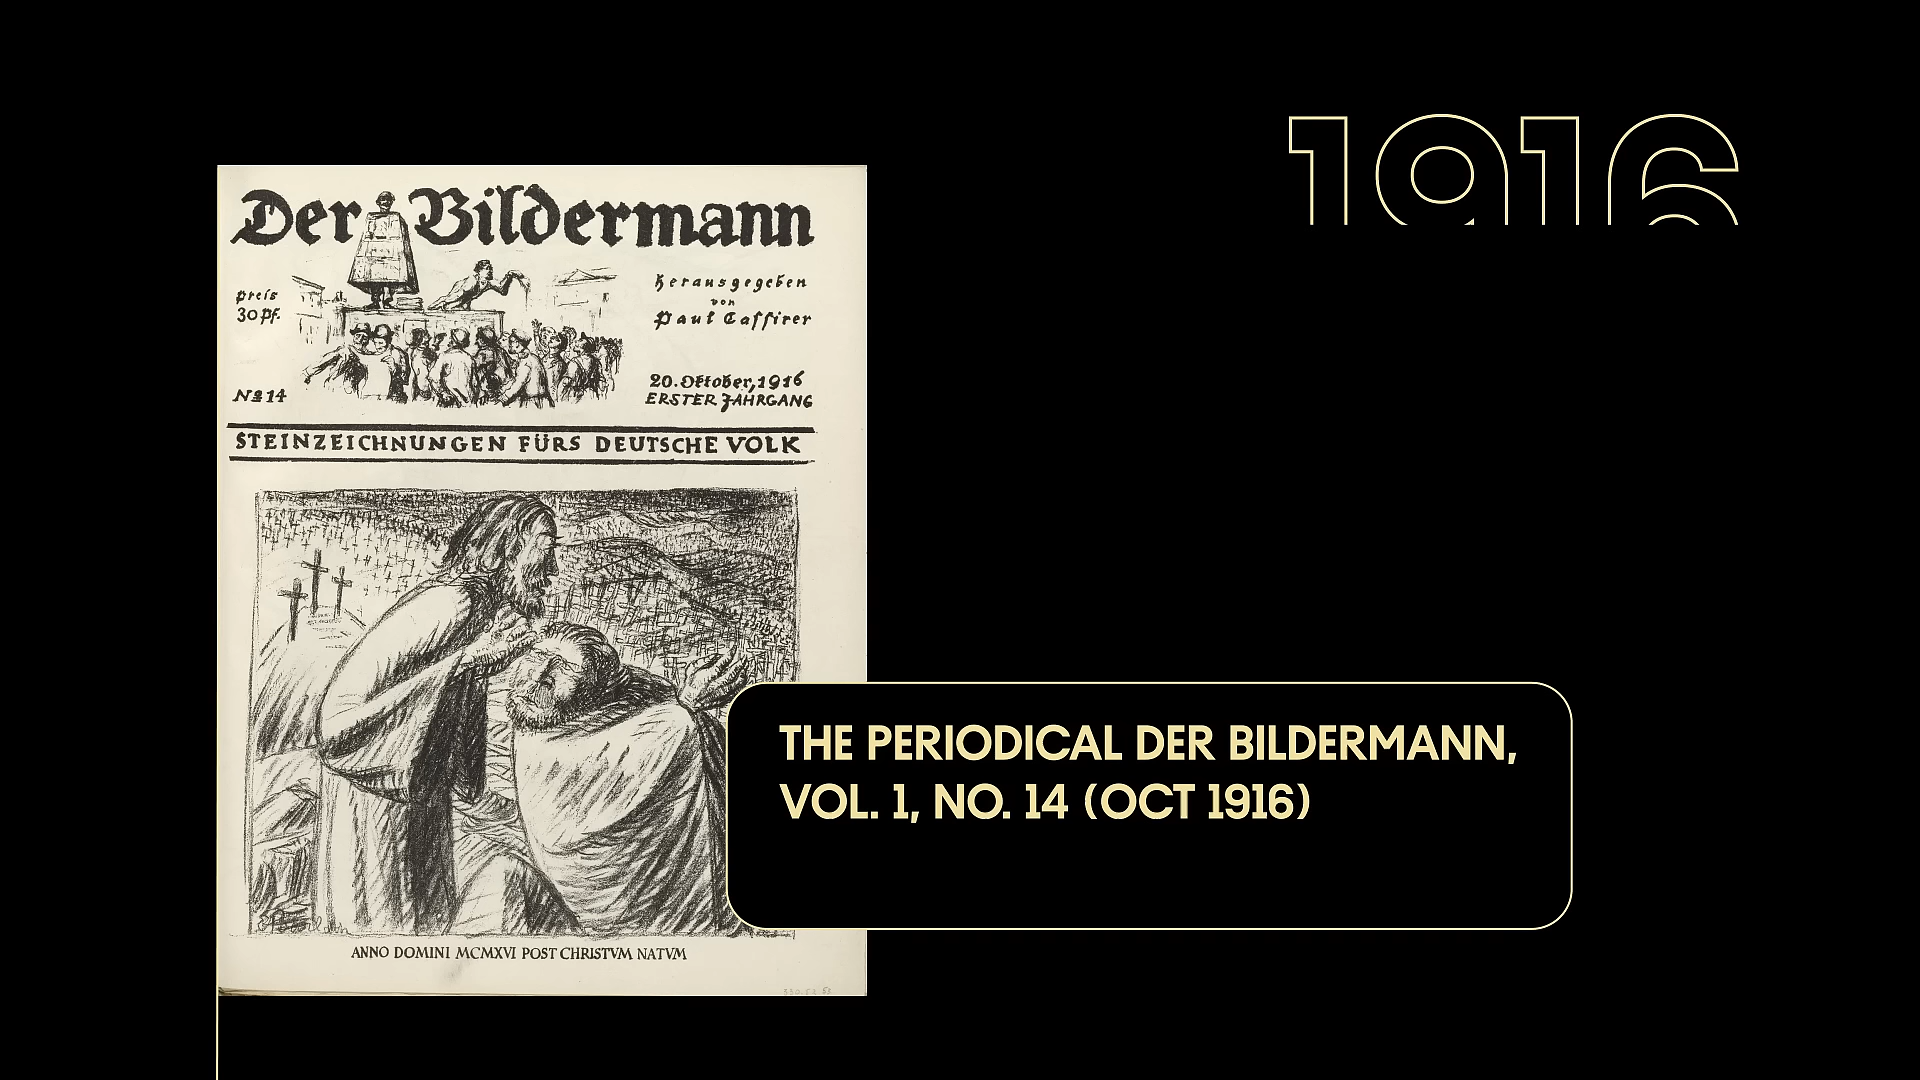 1916
Der Bildermann
Preis
30 Pf.
Herausgegeben
von
Paul Cassirer
No 14
20. Oktober, 1916
ERSTER JAHRGANG
STEINZEICHNUNGEN FÜRS DEUTSCHE VOLK
ANNO DOMINI MCMXVI POST CHRISTVM NATVM
THE PERIODICAL DER BILDERMANN,
VOL. 1, NO. 14 (OCT 1916)